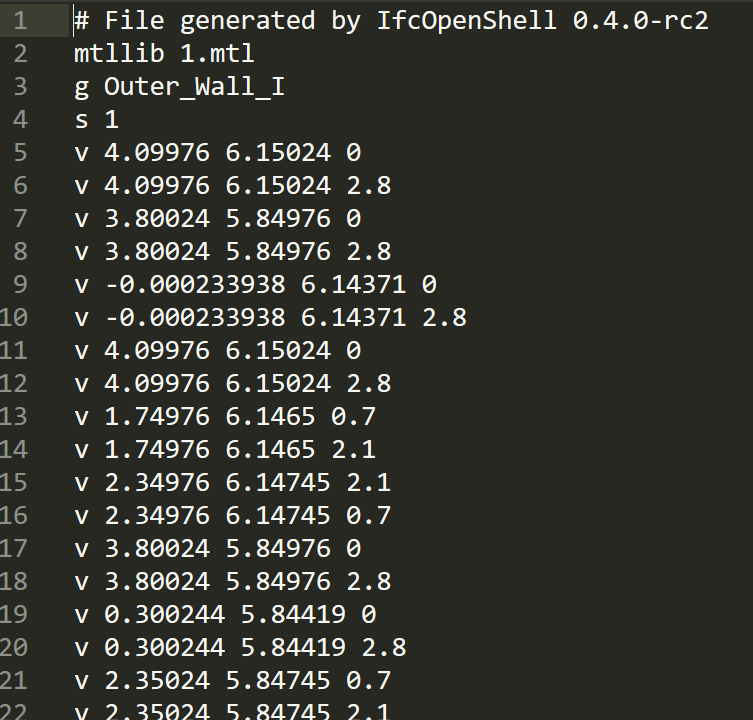 1 # File generated by IfcOpenShell 0.4.0-rc2
2 mtllib 1.mtl
3 g Outer_Wall_I
4 s 1
5 v 4.09976 6.15024 0
6 v 4.09976 6.15024 2.8
7 v 3.80024 5.84976 0
8 v 3.80024 5.84976 2.8
9 v -0.000233938 6.14371 0
10 v -0.000233938 6.14371 2.8
11 v 4.09976 6.15024 0
12 v 4.09976 6.15024 2.8
13 v 1.74976 6.1465 0.7
14 v 1.74976 6.1465 2.1
15 v 2.34976 6.14745 2.1
16 v 2.34976 6.14745 0.7
17 v 3.80024 5.84976 0
18 v 3.80024 5.84976 2.8
19 v 0.300244 5.84419 0
20 v 0.300244 5.84419 2.8
21 v 2.35024 5.84745 0.7
22 v 2.35024 5.84745 2.1